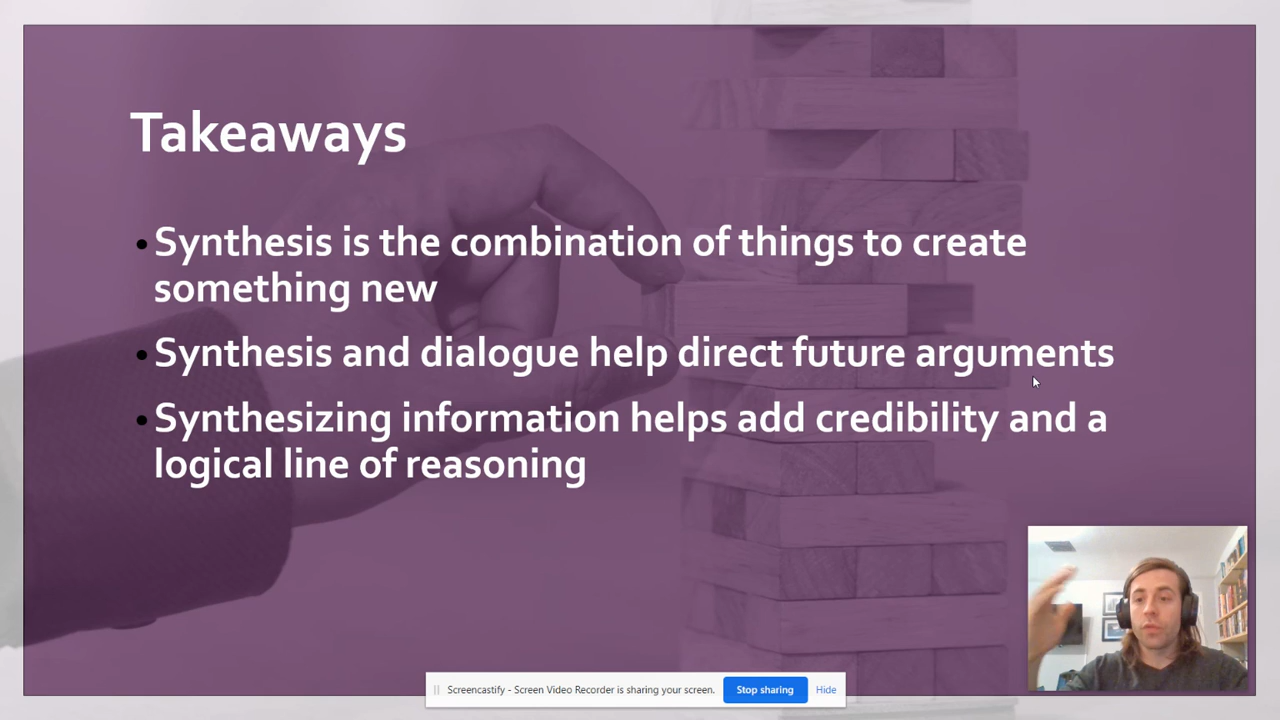 Takeaways
• Synthesis is the combination of things to create
something new
• Synthesis and dialogue help direct future arguments
• Synthesizing information helps add credibility and a
logical line of reasoning
Screencastify - Screen Video Recorder is sharing your screen. Stop sharing Hide